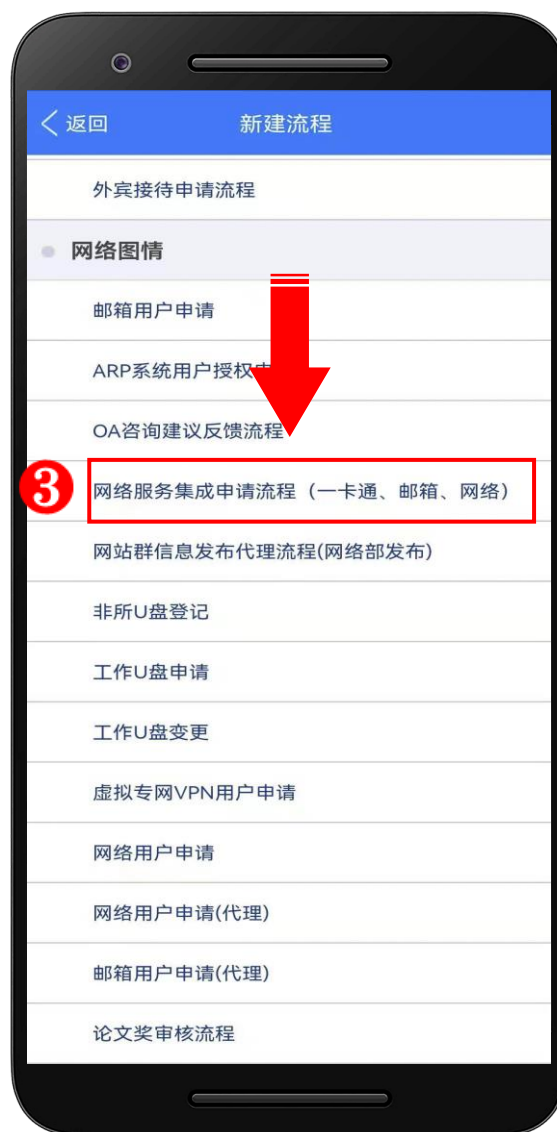 返回
新建流程
外宾接待申请流程
网络图情
邮箱用户申请
ARP系统用户授权
OA咨询建议反馈流程
3
网络服务集成申请流程（一卡通、邮箱、网络）
网站群信息发布代理流程(网络部发布)
非所U盘登记
工作U盘申请
工作U盘变更
虚拟专网VPN用户申请
网络用户申请
网络用户申请(代理)
邮箱用户申请(代理)
论文奖审核流程